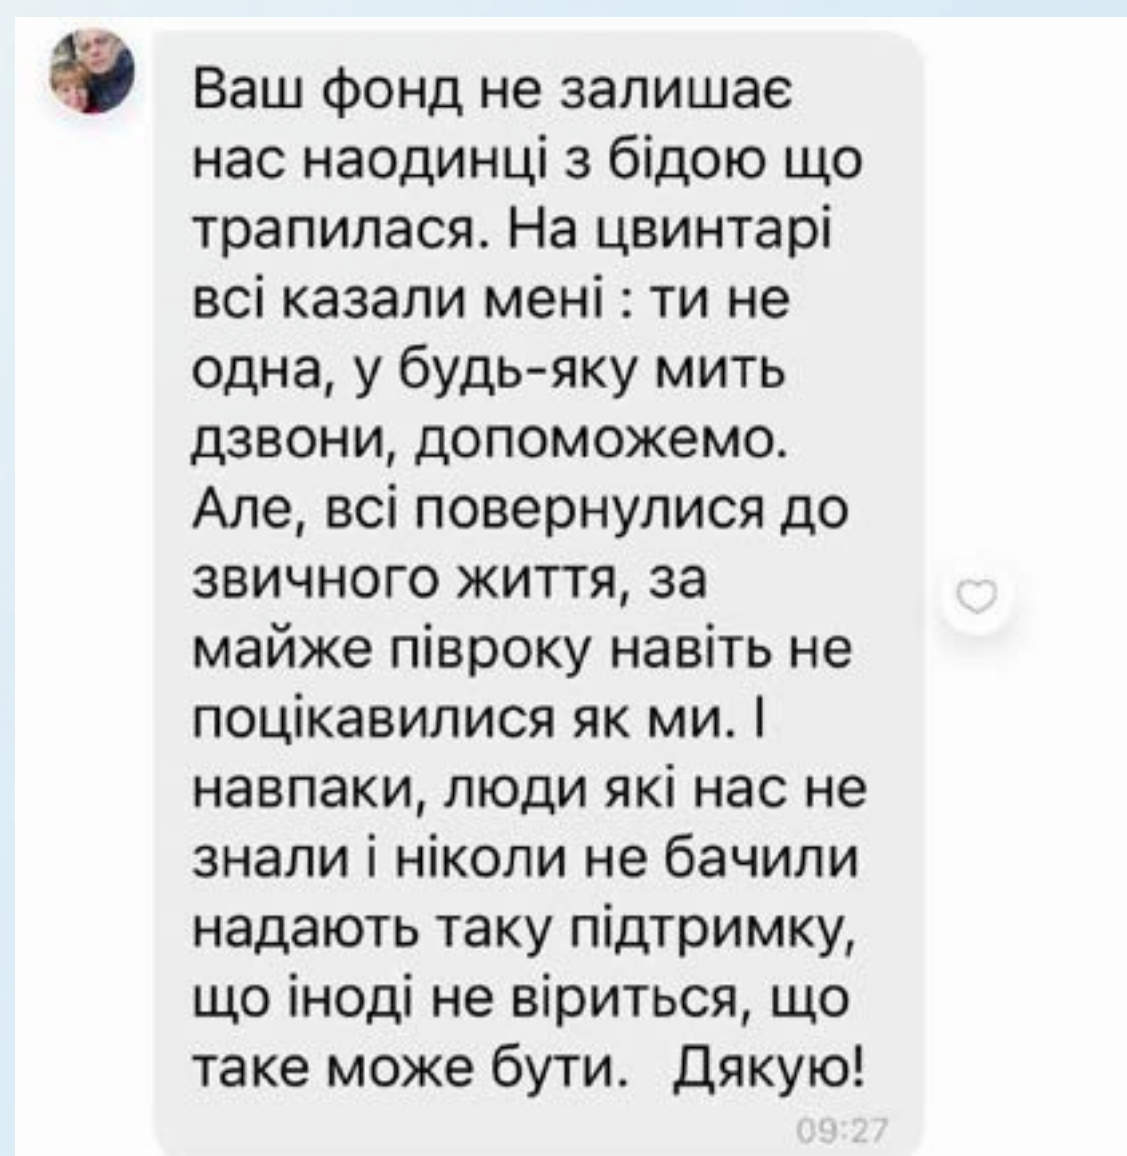 Ваш фонд не залишає
нас наодинці з бідою що
трапилася. На цвинтарі
всі казали мені : ти не
одна, у будь-яку мить
дзвони, допоможемо.
Але, всі повернулися до
звичного життя, за
майже півроку навіть не
поцікавилися як ми. І
навпаки, люди які нас не
знали і ніколи не бачили
надають таку підтримку,
що іноді не віриться, що
таке може бути.   Дякую!
09:27